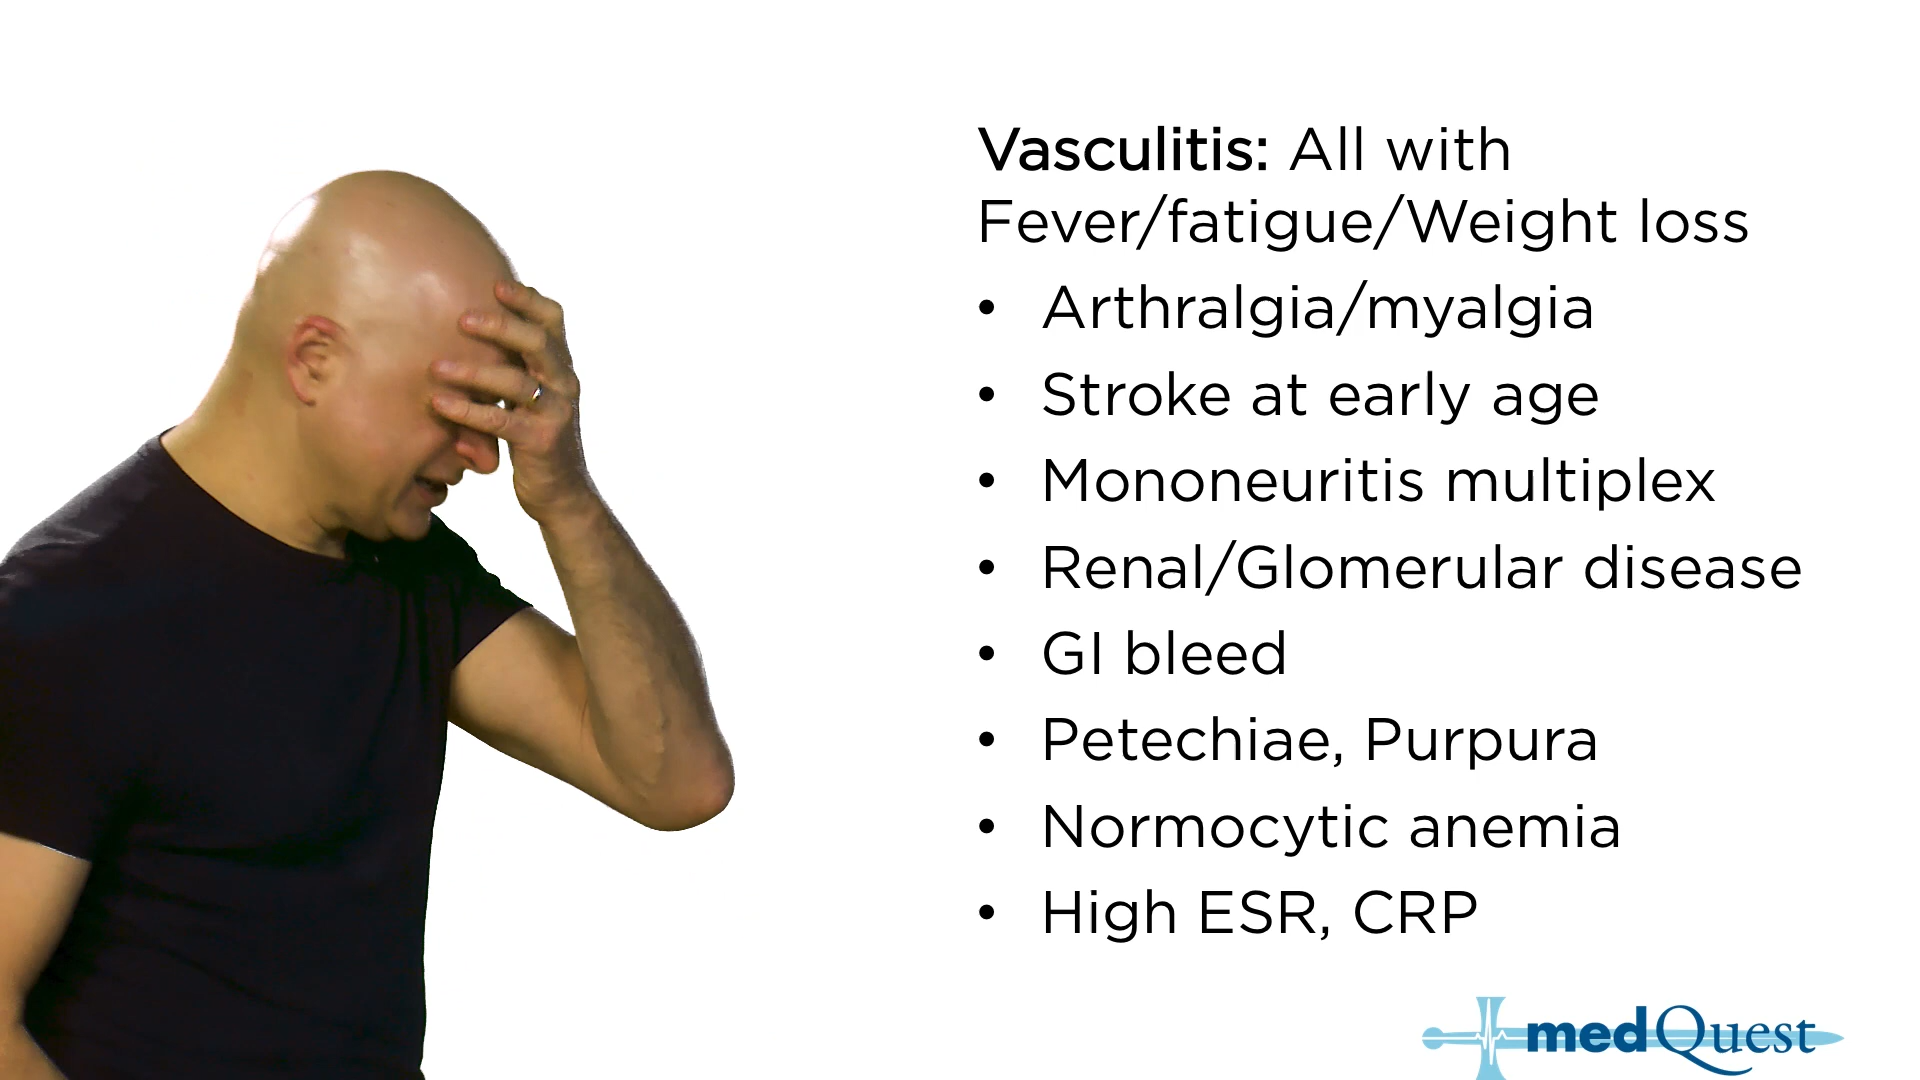 Vasculitis: All with
Fever/fatigue/Weight loss
• Arthralgia/myalgia
• Stroke at early age
• Mononeuritis multiplex
• Renal/Glomerular disease
• GI bleed
• Petechiae, Purpura
• Normocytic anemia
• High ESR, CRP
medQuest